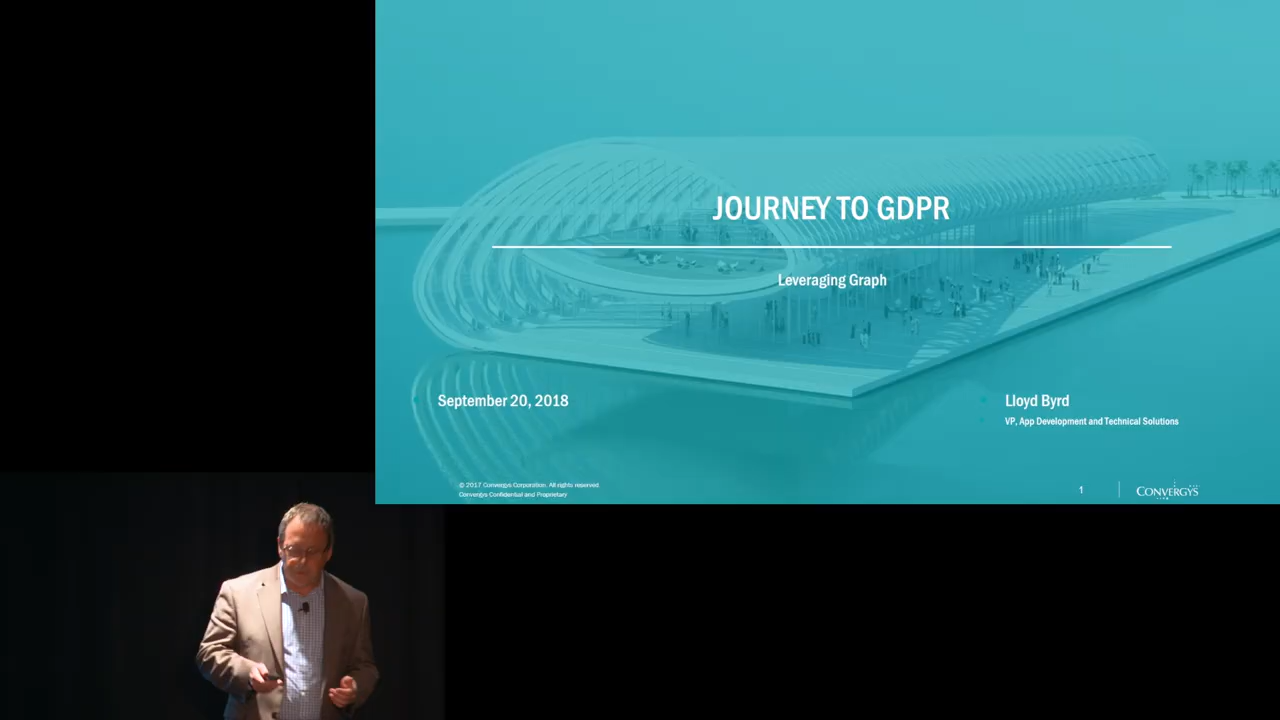 JOURNEY TO GDPR
Leveraging Graph
September 20, 2018
Lloyd Byrd
VP, App Development and Technical Solutions
© 2017 Convergys Corporation. All rights reserved.
Convergys Confidential and Proprietary
1
CONVERGYS